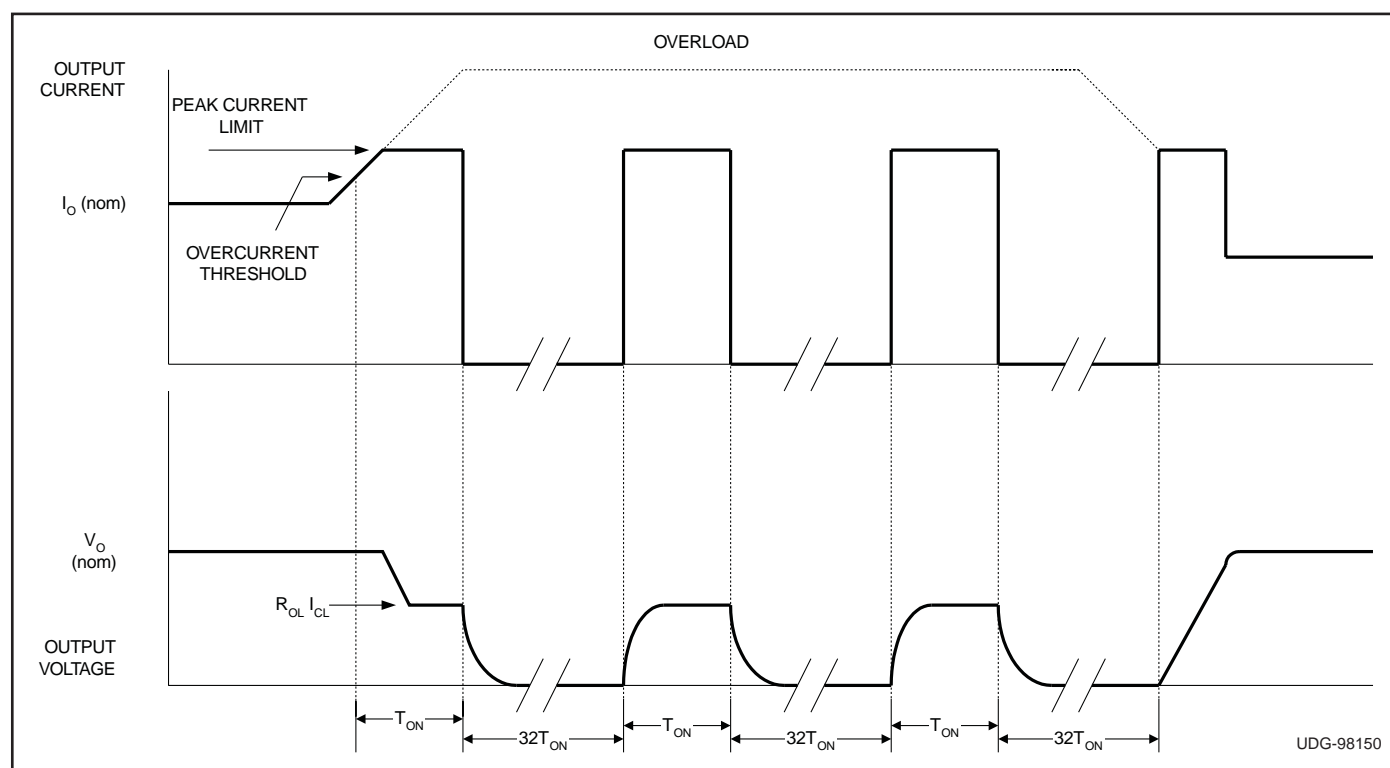 OVERLOAD
OUTPUT
CURRENT
PEAK CURRENT
LIMIT
I_O (nom)
OVERCURRENT
THRESHOLD
V_O
(nom)
R_OL I_CL
OUTPUT
VOLTAGE
T_ON
32T_ON
T_ON
32T_ON
T_ON
32T_ON
UDG-98150